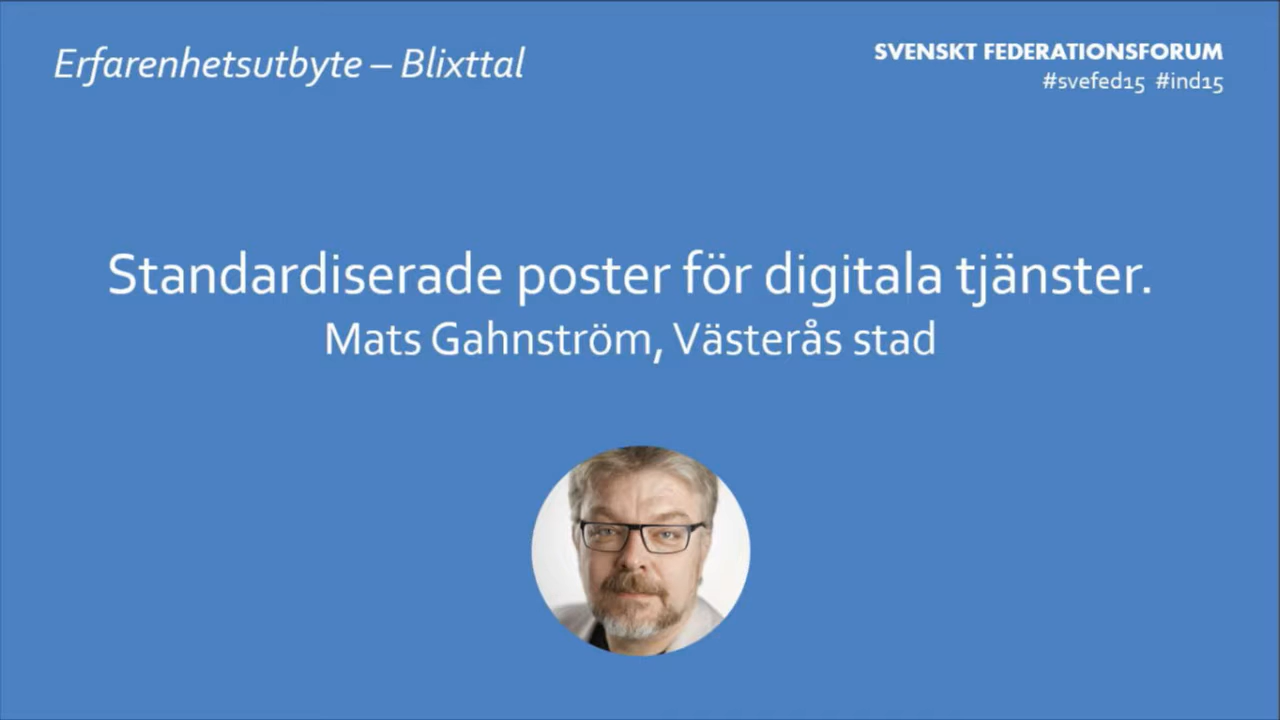 Erfarenhetsutbyte – Blixttal
SVENSKT FEDERATIONSFORUM
#svefed15 #ind15
Standardiserade poster för digitala tjänster.
Mats Gahnström, Västerås stad